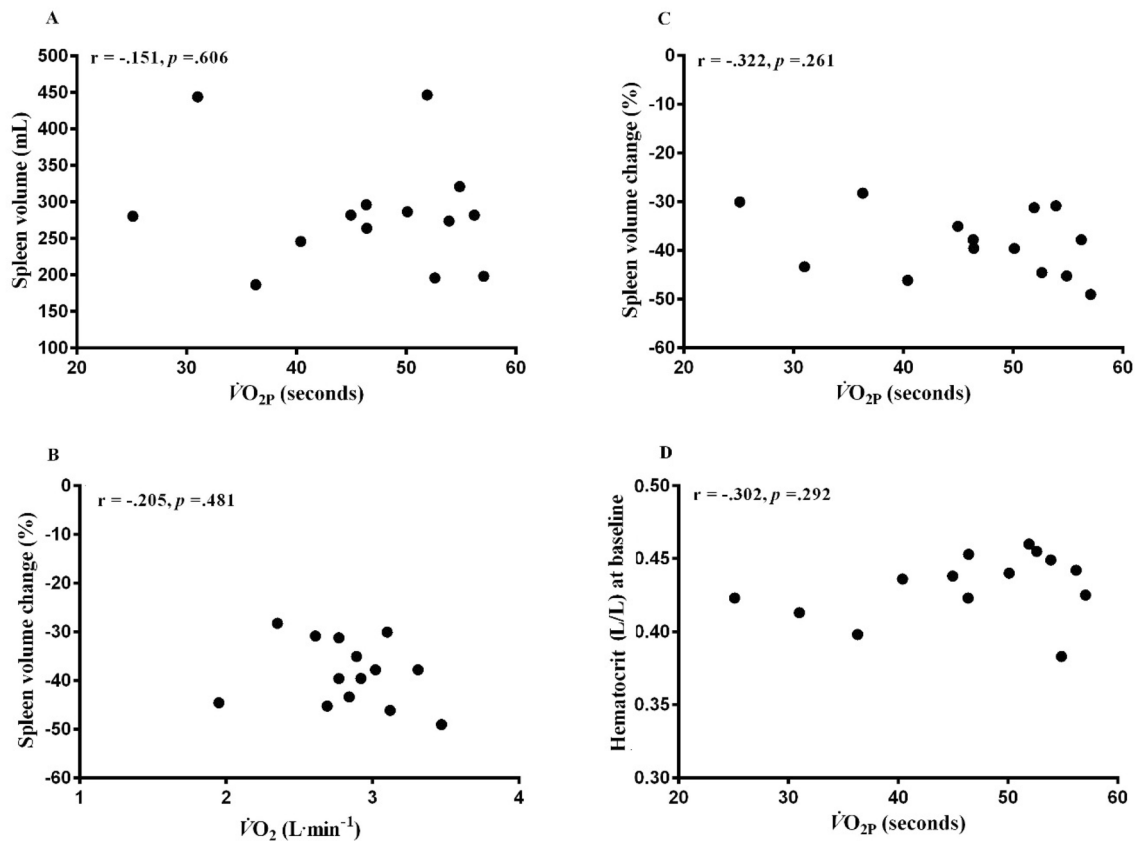 A
r = -.151, p =.606
Spleen volume (mL)
500
450
400
350
300
250
200
150
100
20 30 40 50 60
V̇O2P (seconds)
C
r = -.322, p =.261
Spleen volume change (%)
0
-10
-20
-30
-40
-50
-60
20 30 40 50 60
V̇O2P (seconds)
B
r = -.205, p =.481
Spleen volume change (%)
0
-10
-20
-30
-40
-50
-60
1 2 3 4
V̇O2 (L·min-1)
D
r = -.302, p =.292
Hematocrit (L/L) at baseline
0.50
0.45
0.40
0.35
0.30
20 30 40 50 60
V̇O2P (seconds)